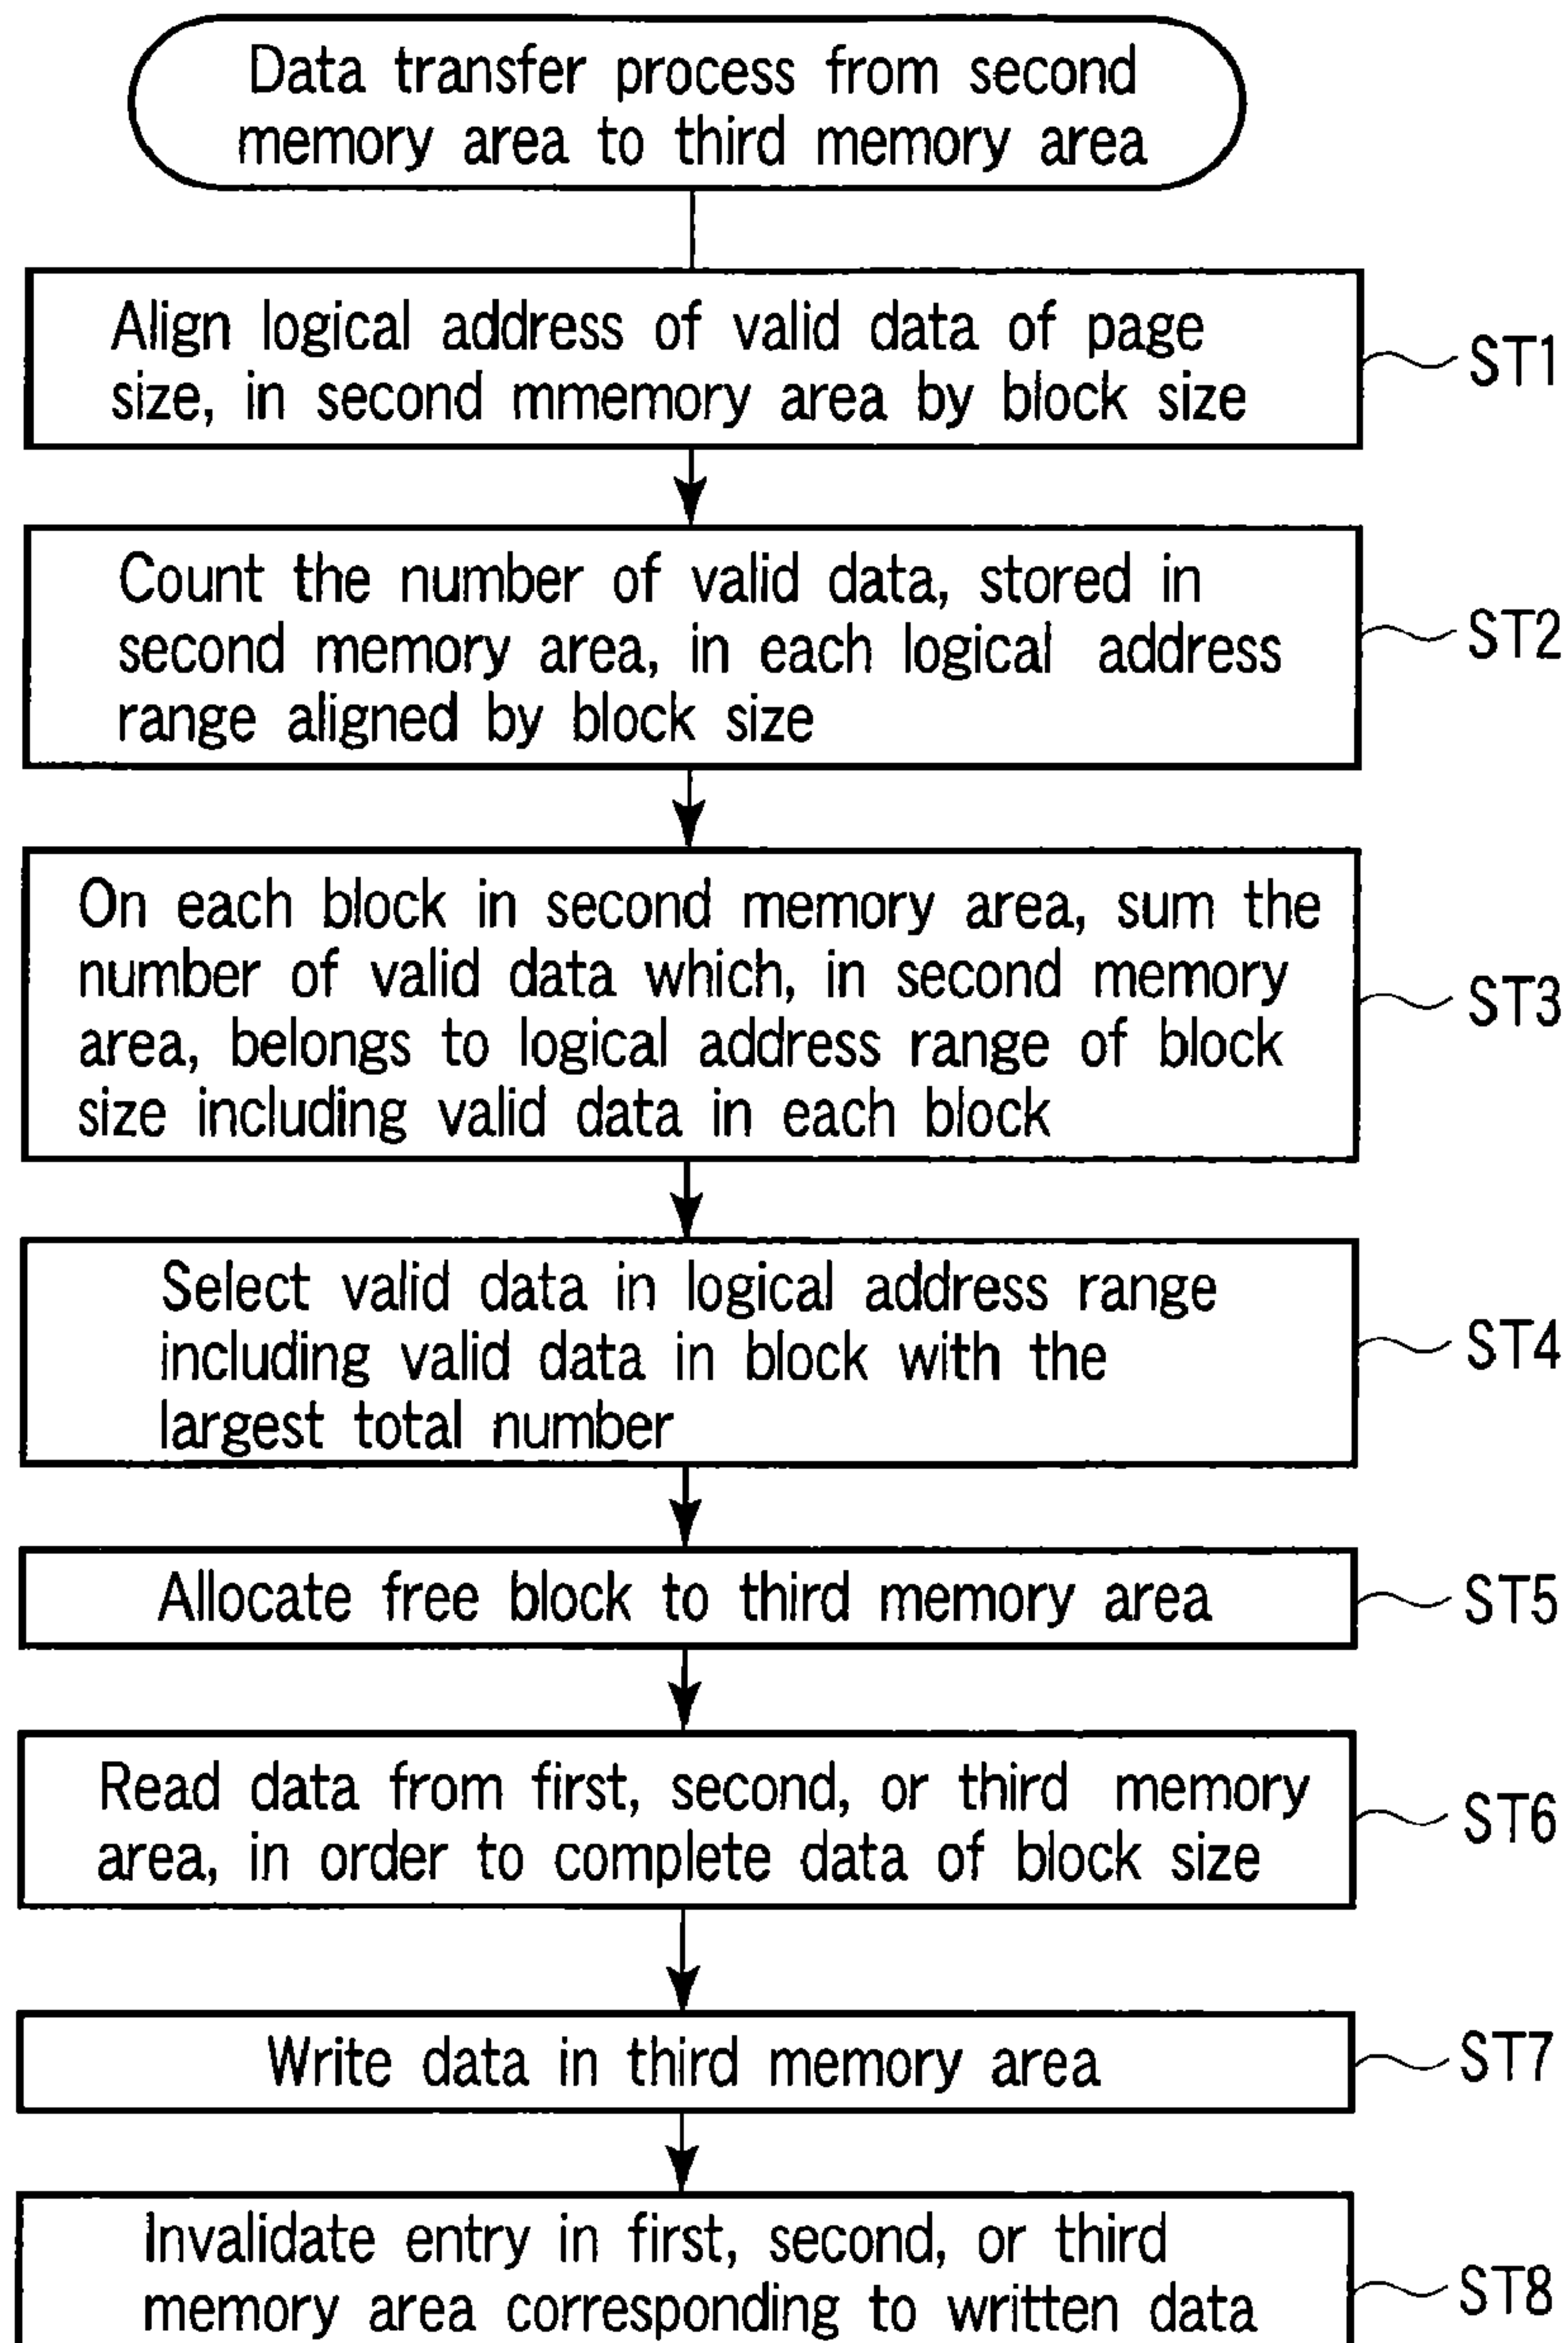 Data transfer process from second
memory area to third memory area
Align logical address of valid data of page
size, in second mmemory area by block size
ST1
Count the number of valid data, stored in
second memory area, in each logical address
range aligned by block size
ST2
On each block in second memory area, sum the
number of valid data which, in second memory
area, belongs to logical address range of block
size including valid data in each block
ST3
Select valid data in logical address range
including valid data in block with the
largest total number
ST4
Allocate free block to third memory area
ST5
Read data from first, second, or third memory
area, in order to complete data of block size
ST6
Write data in third memory area
ST7
Invalidate entry in first, second, or third
memory area corresponding to written data
ST8